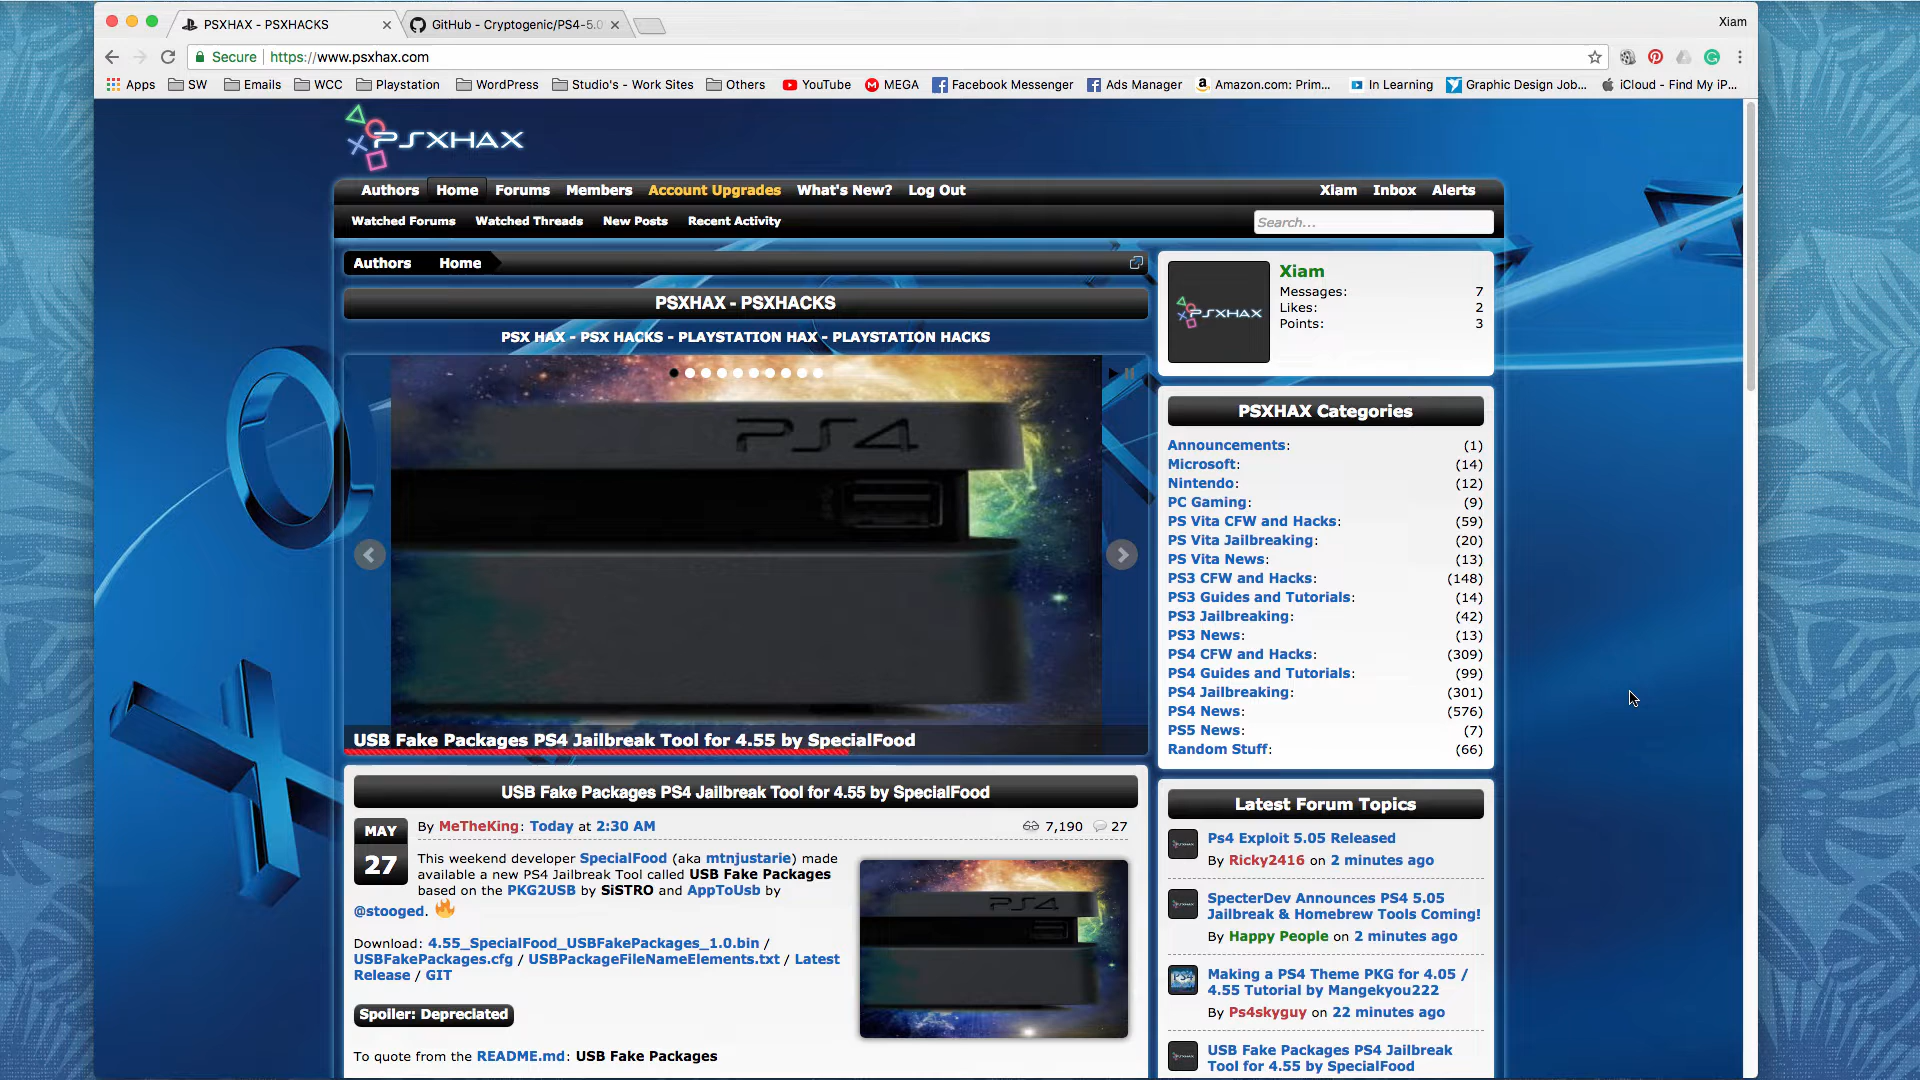 PSXHAX - PSXHACKS
GitHub - Cryptogenic/PS4-5.0
Xiam
Secure
https://www.psxhax.com
Apps SW Emails WCC Playstation WordPress Studio's - Work Sites Others YouTube MEGA Facebook Messenger Ads Manager Amazon.com: Prim... In Learning Graphic Design Job... iCloud - Find My iP...
PSXHAX
Authors Home Forums Members Account Upgrades What's New? Log Out
Xiam Inbox Alerts
Watched Forums Watched Threads New Posts Recent Activity
Search...
Authors Home
PSXHAX - PSXHACKS
PSX HAX - PSX HACKS - PLAYSTATION HAX - PLAYSTATION HACKS
PS4
USB Fake Packages PS4 Jailbreak Tool for 4.55 by SpecialFood
USB Fake Packages PS4 Jailbreak Tool for 4.55 by SpecialFood
MAY
27
By MeTheKing: Today at 2:30 AM
7,190 27
This weekend developer SpecialFood (aka mtnjustarie) made
available a new PS4 Jailbreak Tool called USB Fake Packages
based on the PKG2USB by SiSTRO and AppToUsb by
@stooged.
PS4
Download: 4.55_SpecialFood_USBFakePackages_1.0.bin /
USBFakePackages.cfg / USBPackageFileNameElements.txt / Latest
Release / GIT
Spoiler: Depreciated
To quote from the README.md: USB Fake Packages
PSXHAX
Xiam
Messages: 7
Likes: 2
Points: 3
PSXHAX Categories
Announcements: (1)
Microsoft: (14)
Nintendo: (12)
PC Gaming: (9)
PS Vita CFW and Hacks: (59)
PS Vita Jailbreaking: (20)
PS Vita News: (13)
PS3 CFW and Hacks: (148)
PS3 Guides and Tutorials: (14)
PS3 Jailbreaking: (42)
PS3 News: (13)
PS4 CFW and Hacks: (309)
PS4 Guides and Tutorials: (99)
PS4 Jailbreaking: (301)
PS4 News: (576)
PS5 News: (7)
Random Stuff: (66)
Latest Forum Topics
Ps4 Exploit 5.05 Released
By Ricky2416 on 2 minutes ago
SpecterDev Announces PS4 5.05
Jailbreak & Homebrew Tools Coming!
By Happy People on 2 minutes ago
Making a PS4 Theme PKG for 4.05 /
4.55 Tutorial by Mangekyou222
By Ps4skyguy on 22 minutes ago
USB Fake Packages PS4 Jailbreak
Tool for 4.55 by SpecialFood